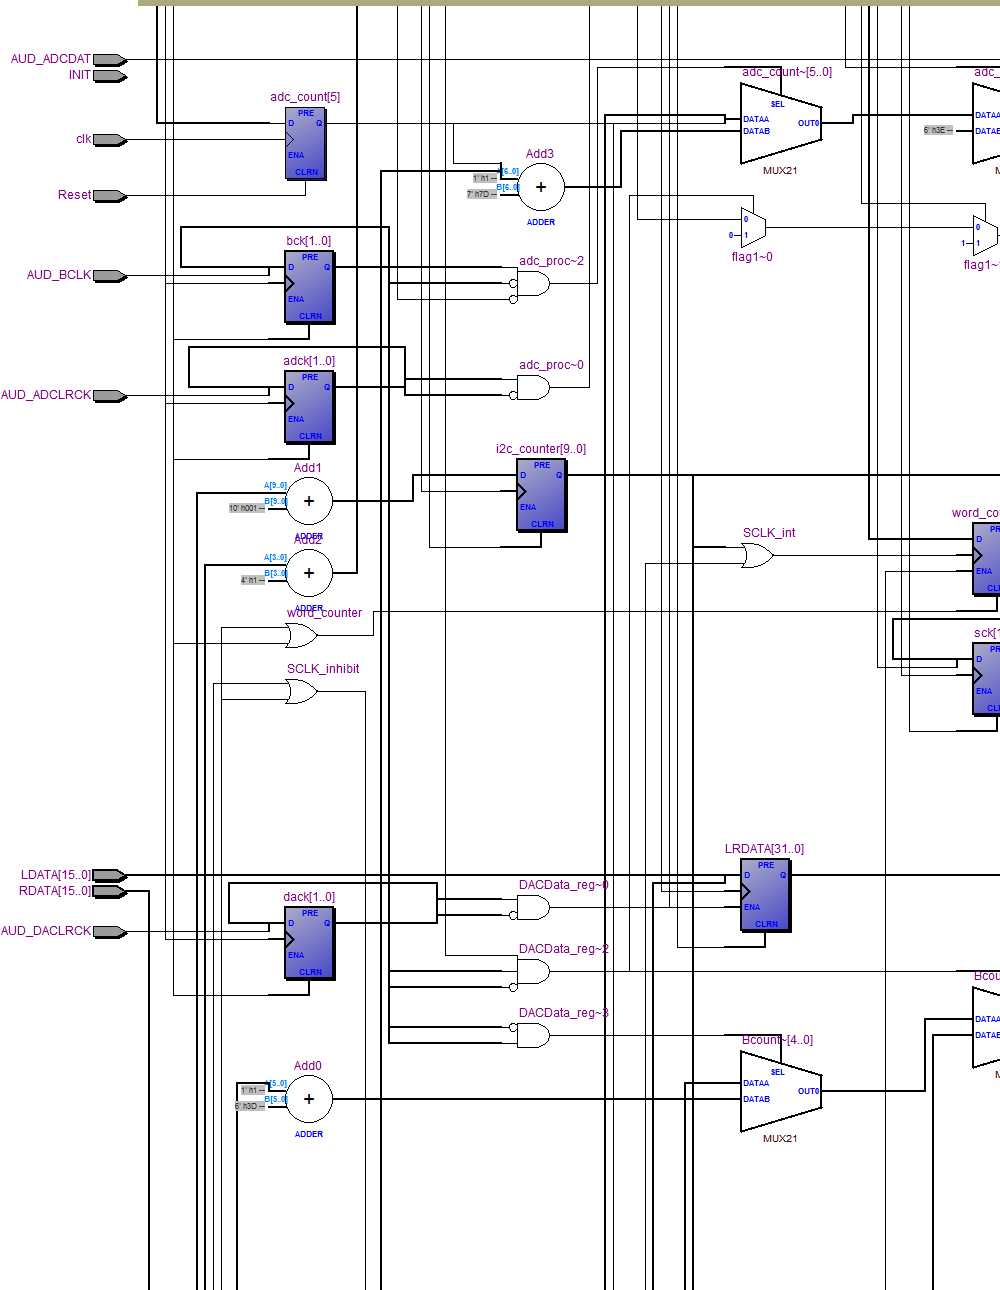 AUD_ADCDAT
INIT
clk
Reset
AUD_BCLK
AUD_ADCLRCK
LDATA[15..0]
RDATA[15..0]
AUD_DACLRCK
adc_count[5]
PRE
D Q
ENA
CLRN
bck[1..0]
PRE
D Q
ENA
CLRN
adck[1..0]
PRE
D Q
ENA
CLRN
Add1
A[9..0]
B[9..0]
10' h001
+
ADDER
Add2
A[3..0]
B[3..0]
4' h1
+
ADDER
word_counter
SCLK_inhibit
dack[1..0]
PRE
D Q
ENA
CLRN
Add0
A[5..0]
1' h1
B[5..0]
6' h3D
+
ADDER
Add3
A[6..0]
1' h1
B[6..0]
7' h7D
+
ADDER
adc_proc~2
adc_proc~0
i2c_counter[9..0]
PRE
D Q
ENA
CLRN
DACData_reg~0
DACData_reg~2
DACData_reg~3
adc_count~[5..0]
SEL
DATAA
DATAB
OUT0
MUX21
0
0 1
flag1~0
SCLK_int
LRDATA[31..0]
PRE
D Q
ENA
CLRN
Bcount~[4..0]
SEL
DATAA
DATAB
OUT0
MUX21
adc_
DATAA
DATAB
6' h3E
0
1 1
flag1~
word_cou
PR
D
ENA
CL
sck[1
PR
D
ENA
CL
Bcou
DATAA
DATAB